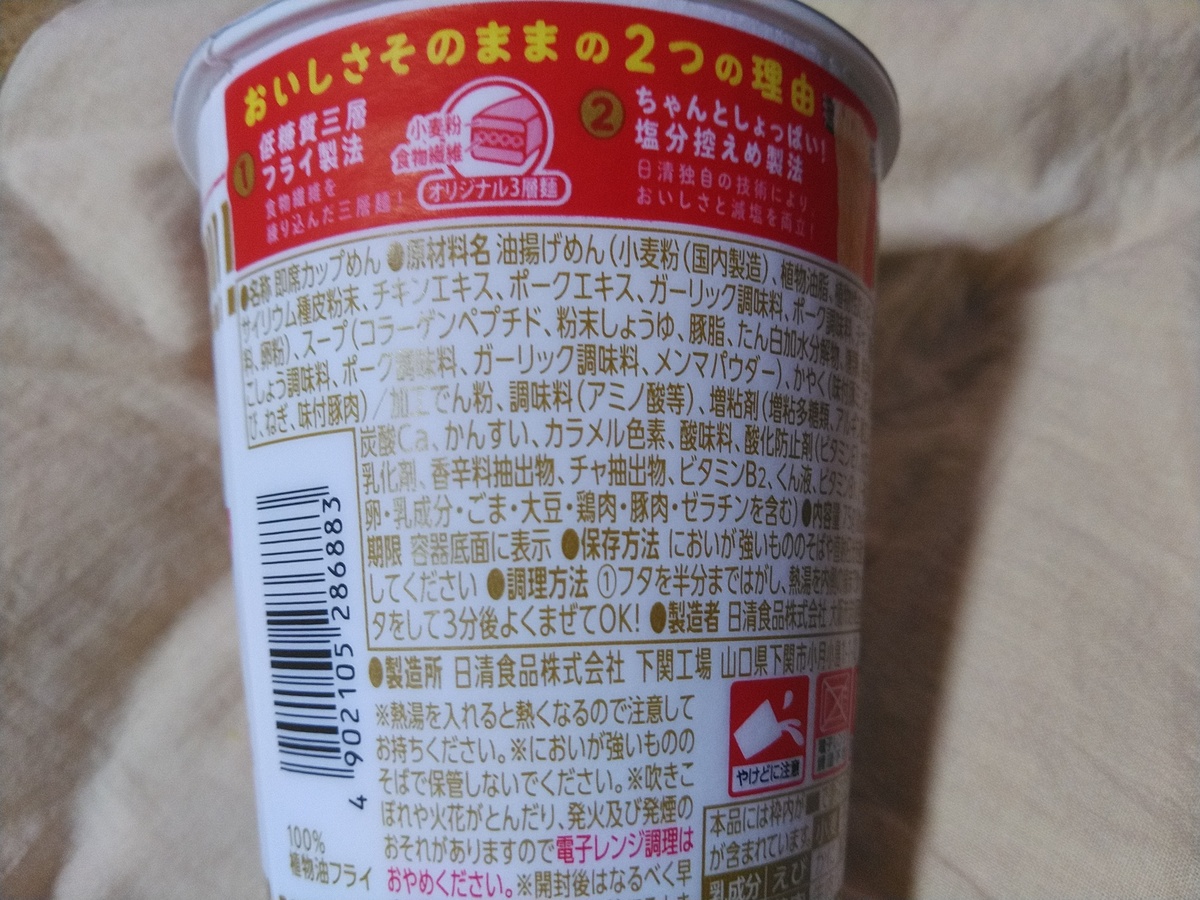 おいしさそのままの2つの理由
1
低糖質三層
フライ製法
食物繊維を
練り込んだ三層麺!
小麦粉
食物繊維
オリジナル3層麺
2
ちゃんとしょっぱい!
塩分控えめ製法
日清独自の技術により、
おいしさと減塩を両立!
●名称 即席カップめん ●原材料名 油揚げめん(小麦粉(国内製造)、植物油脂、
サイリウム種皮粉末、チキンエキス、ポークエキス、ガーリック調味料、ポーク調味料、
料、卵粉)、スープ(コラーゲンペプチド、粉末しょうゆ、豚脂、たん白加水分解物、
こしょう調味料、ポーク調味料、ガーリック調味料、メンマパウダー)、かやく(味付
び、ねぎ、味付豚肉)/加工でん粉、調味料(アミノ酸等)、増粘剤(増粘多糖類、
炭酸Ca、かんすい、カラメル色素、酸味料、酸化防止剤(ビタミンE)
乳化剤、香辛料抽出物、チャ抽出物、ビタミンB2、くん液、ビタミンB1
卵・乳成分・ごま・大豆・鶏肉・豚肉・ゼラチンを含む) ●内容量
期限 容器底面に表示 ●保存方法 においが強いもののそばや
してください ●調理方法 ①フタを半分まではがし、熱湯を内側の
タをして3分後よくまぜてOK! ●製造者 日清食品株式会社
●製造所 日清食品株式会社 下関工場 山口県下関市小月
※熱湯を入れると熱くなるので注意して
お持ちください。※においが強いものの
そばで保管しないでください。※吹きこ
ぼれや火花がとんだり、発火及び発煙の
おそれがありますので電子レンジ調理は
おやめください。※開封後はなるべく早
4 902105 286883
100%
植物油フライ
やけどに注意
本品には枠内が
が含まれています。
乳成分 えび